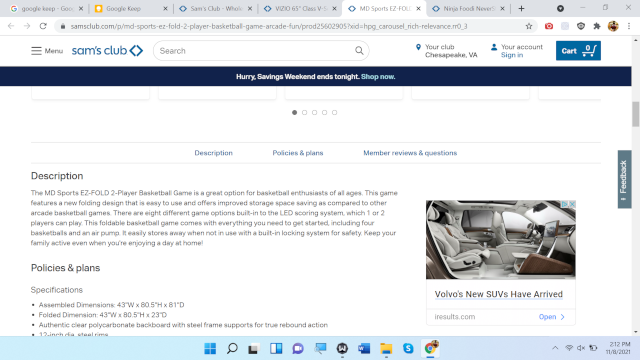 google keep - Goo
Google Keep
Sam's Club - Whol
VIZIO 65" Class V-S
MD Sports EZ-FOL
Ninja Foodi NeverS
samsclub.com/p/md-sports-ez-fold-2-player-basketball-game-arcade-fun/prod25602905?xid=hpg_carousel_rich-relevance.rr0_3
Menu
sam's club
Search
Your club
Chesapeake, VA
Your account
Sign in
Cart 0
Hurry, Savings Weekend ends tonight. Shop now.
Description
Policies & plans
Member reviews & questions
Description
The MD Sports EZ-FOLD 2-Player Basketball Game is a great option for basketball enthusiasts of all ages. This game
features a new folding design that is easy to use and offers improved storage space saving as compared to other
arcade basketball games. There are eight different game options built-in to the LED scoring system, which 1 or 2
players can play. This foldable basketball game comes with everything you need to get started, including four
basketballs and an air pump. It easily stores away when not in use with a built-in locking system for safety. Keep your
family active even when you're enjoying a day at home!
Policies & plans
Specifications
• Assembled Dimensions: 43"W x 80.5"H x 81"D
• Folded Dimension: 43"W x 80.5"H x 23"D
• Authentic clear polycarbonate backboard with steel frame supports for true rebound action
• 12-inch dia. steel rims
Volvo's New SUVs Have Arrived
iresults.com
Open
Feedback
2:12 PM
11/8/2021